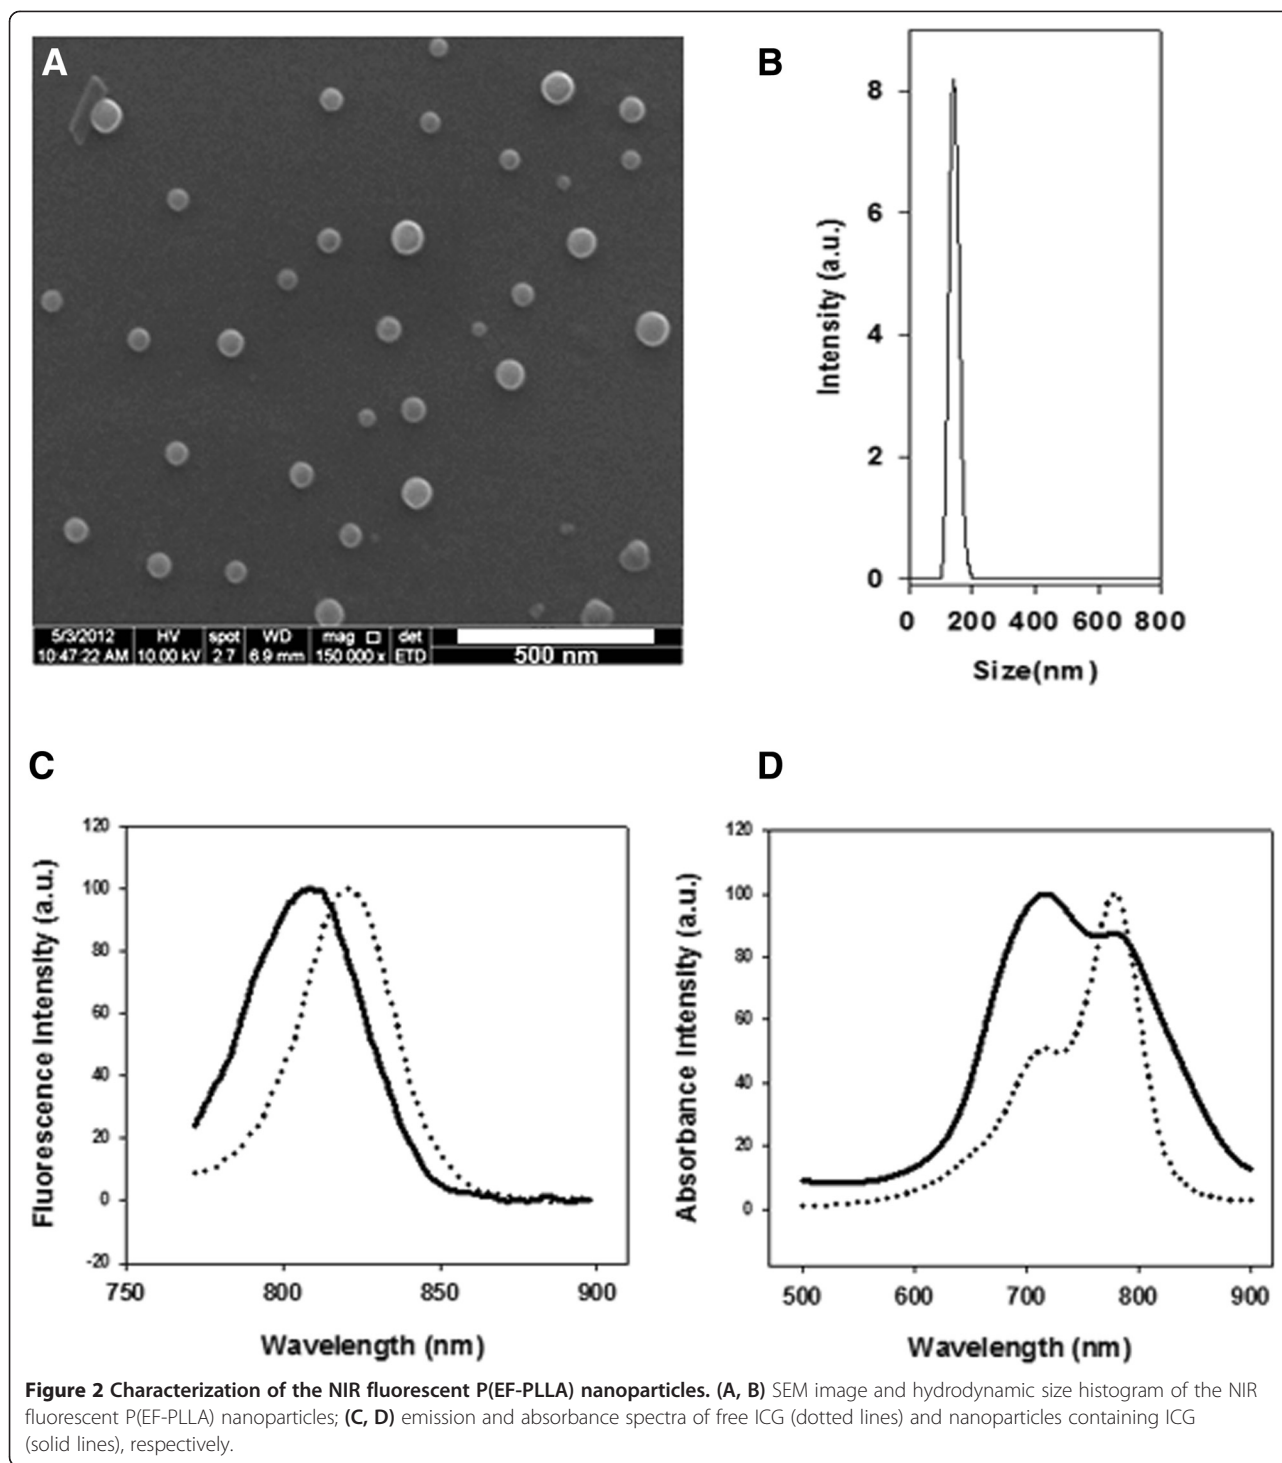 A
5/3/2012 HV spot WD mag det
10:47:22 AM 10.00 kV 2.7 6.9 mm 150 000 x ETD 500 nm
B
8
6
4
2
0
Intensity (a.u.)
0 200 400 600 800
Size(nm)
C
120
100
80
60
40
20
0
-20
Fluorescence Intensity (a.u.)
750 800 850 900
Wavelength (nm)
D
120
100
80
60
40
20
0
Absorbance Intensity (a.u.)
500 600 700 800 900
Wavelength (nm)
Figure 2 Characterization of the NIR fluorescent P(EF-PLLA) nanoparticles. (A, B) SEM image and hydrodynamic size histogram of the NIR
fluorescent P(EF-PLLA) nanoparticles; (C, D) emission and absorbance spectra of free ICG (dotted lines) and nanoparticles containing ICG
(solid lines), respectively.